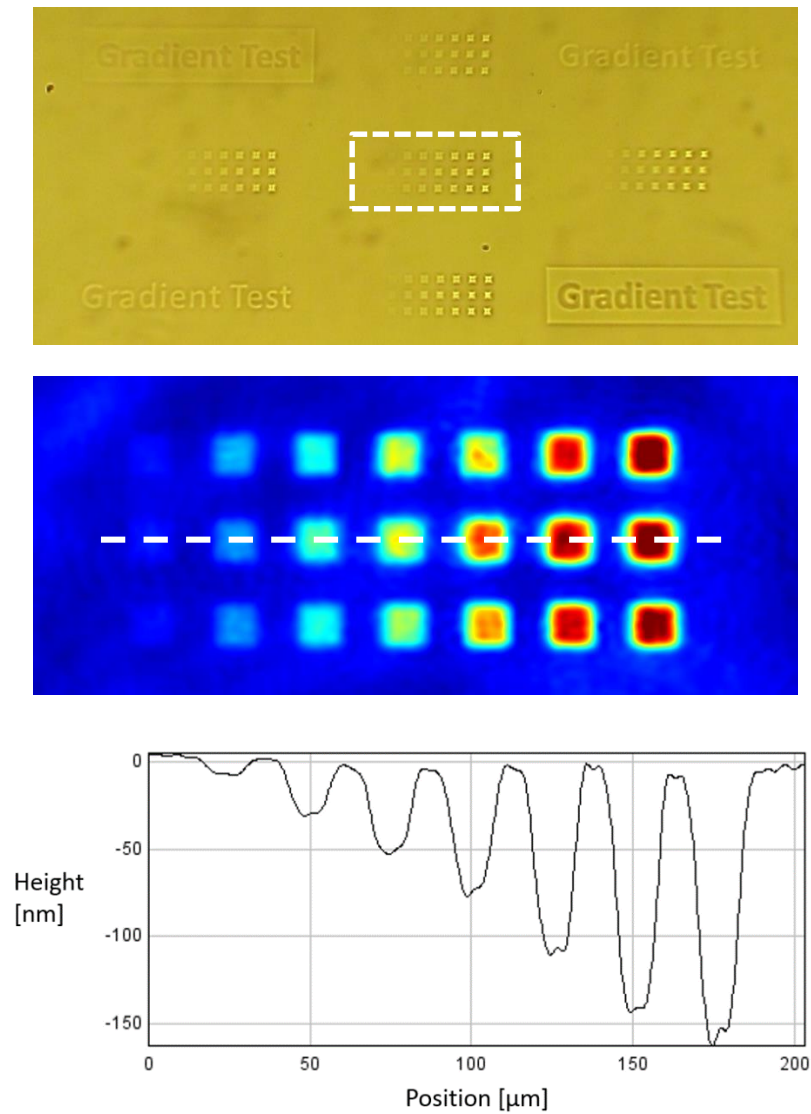 Gradient Test
Gradient Test
Gradient Test
Gradient Test
0
-50
-100
-150
Height
[nm]
0
50
100
150
200
Position [μm]